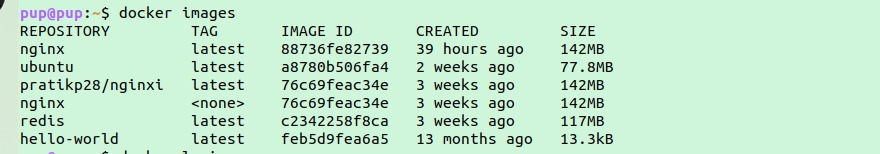 pup@pup:~$ docker images
REPOSITORY TAG IMAGE ID CREATED SIZE
nginx latest 88736fe82739 39 hours ago 142MB
ubuntu latest a8780b506fa4 2 weeks ago 77.8MB
pratikp28/nginxi latest 76c69feac34e 3 weeks ago 142MB
nginx <none> 76c69feac34e 3 weeks ago 142MB
redis latest c2342258f8ca 3 weeks ago 117MB
hello-world latest feb5d9fea6a5 13 months ago 13.3kB